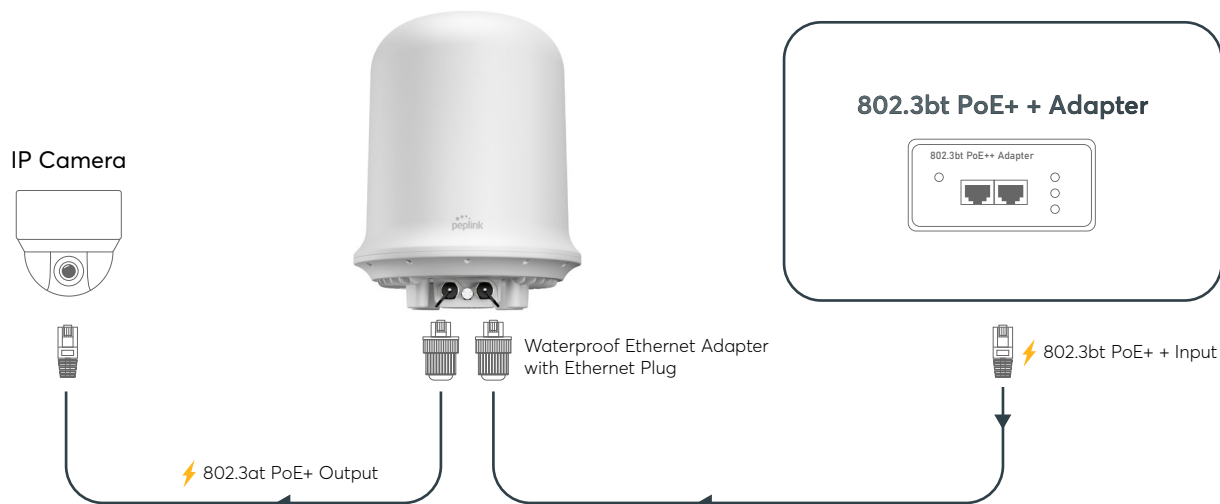 802.3bt PoE+ + Adapter
802.3bt PoE++ Adapter
IP Camera
peplink
Waterproof Ethernet Adapter
with Ethernet Plug
802.3bt PoE+ + Input
802.3at PoE+ Output